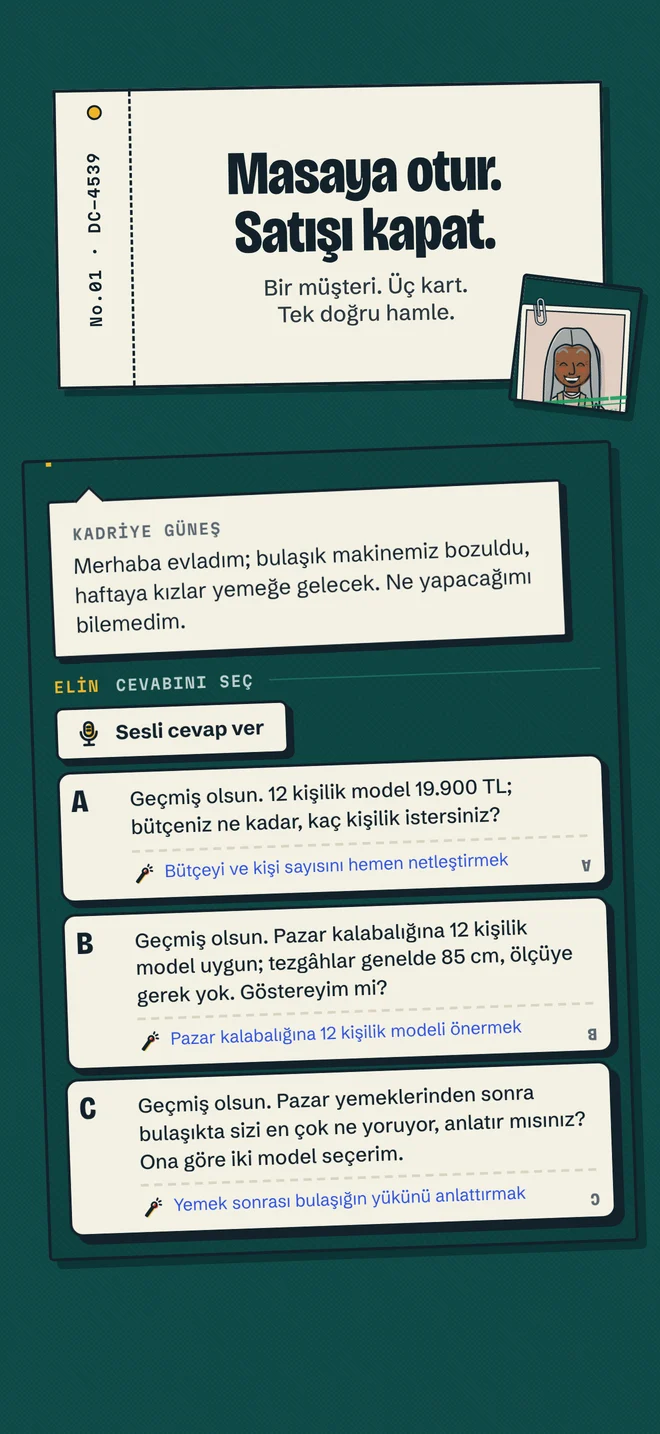 No.01 · DC-4539
Masaya otur.
Satışı kapat.
Bir müşteri. Üç kart.
Tek doğru hamle.
KADRİYE GÜNEŞ
Merhaba evladım; bulaşık makinemiz bozuldu,
haftaya kızlar yemeğe gelecek. Ne yapacağımı
bilemedim.
ELİN CEVABINI SEÇ
Sesli cevap ver
A
Geçmiş olsun. 12 kişilik model 19.900 TL;
bütçeniz ne kadar, kaç kişilik istersiniz?
Bütçeyi ve kişi sayısını hemen netleştirmek
A
B
Geçmiş olsun. Pazar kalabalığına 12 kişilik
model uygun; tezgâhlar genelde 85 cm, ölçüye
gerek yok. Göstereyim mi?
Pazar kalabalığına 12 kişilik modeli önermek
B
C
Geçmiş olsun. Pazar yemeklerinden sonra
bulaşıkta sizi en çok ne yoruyor, anlatır mısınız?
Ona göre iki model seçerim.
Yemek sonrası bulaşığın yükünü anlattırmak
C